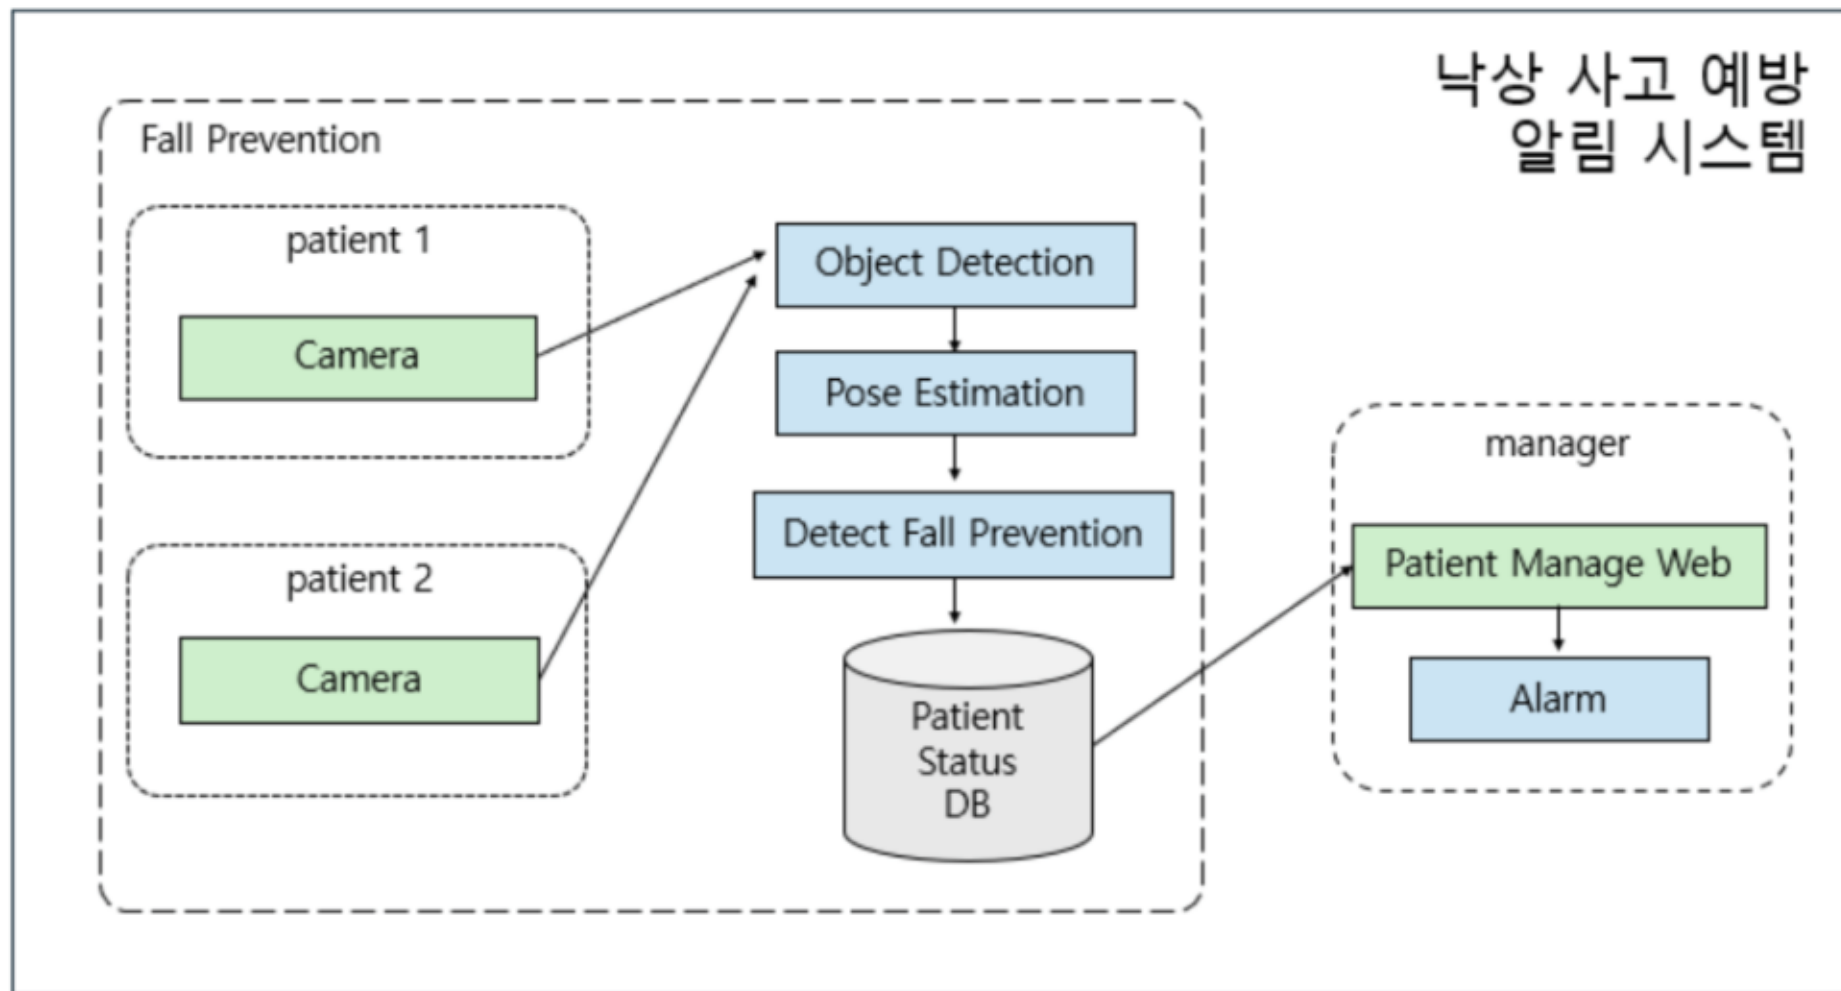 낙상 사고 예방
알림 시스템
Fall Prevention
patient 1
Camera
patient 2
Camera
Object Detection
Pose Estimation
Detect Fall Prevention
Patient
Status
DB
manager
Patient Manage Web
Alarm